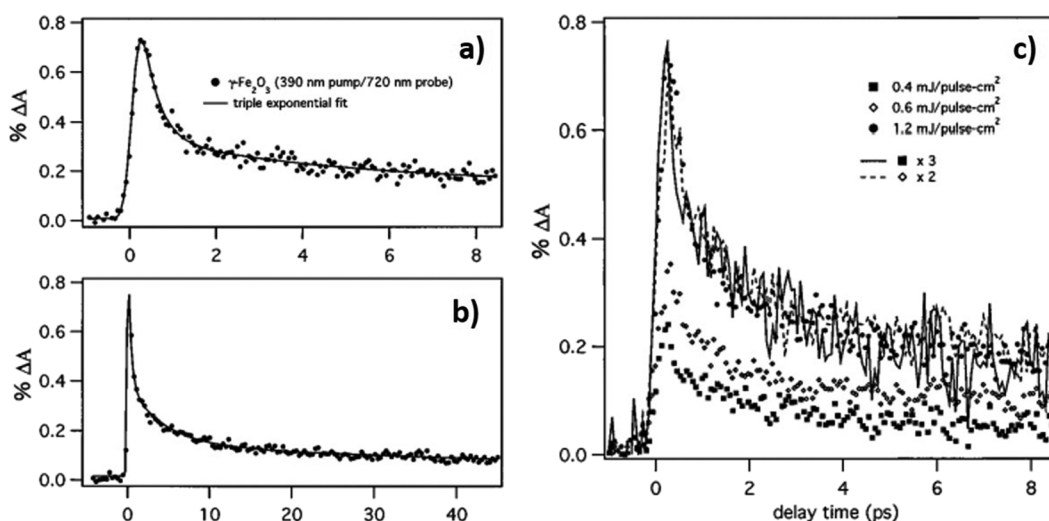 a)
% ΔA
0.8
0.6
0.4
0.2
0.0
γ-Fe2O3 (390 nm pump/720 nm probe)
triple exponential fit
0 2 4 6 8
b)
% ΔA
0.8
0.6
0.4
0.2
0.0
0 10 20 30 40
c)
% ΔA
0.8
0.6
0.4
0.2
0.0
0.4 mJ/pulse-cm2
0.6 mJ/pulse-cm2
1.2 mJ/pulse-cm2
x 3
x 2
0 2 4 6 8
delay time (ps)